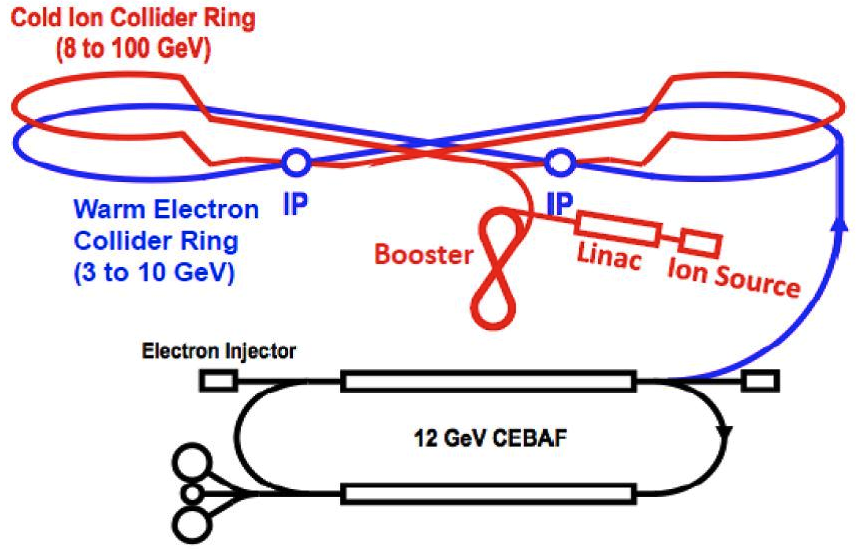 Cold Ion Collider Ring
(8 to 100 GeV)
IP
IP
Warm Electron
Collider Ring
(3 to 10 GeV)
Booster
Linac
Ion Source
Electron Injector
12 GeV CEBAF